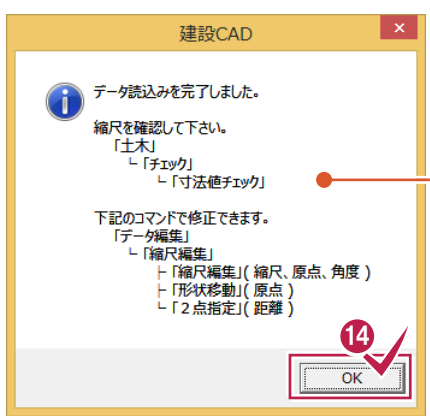 建設CAD
×
データ読込みを完了しました。
縮尺を確認して下さい。
「土木」
└「チェック」
└「寸法値チェック」
下記のコマンドで修正できます。
「データ編集」
└「縮尺編集」
├「縮尺編集」( 縮尺、原点、角度 )
├「形状移動」( 原点 )
└「２点指定」( 距離 )
14
OK